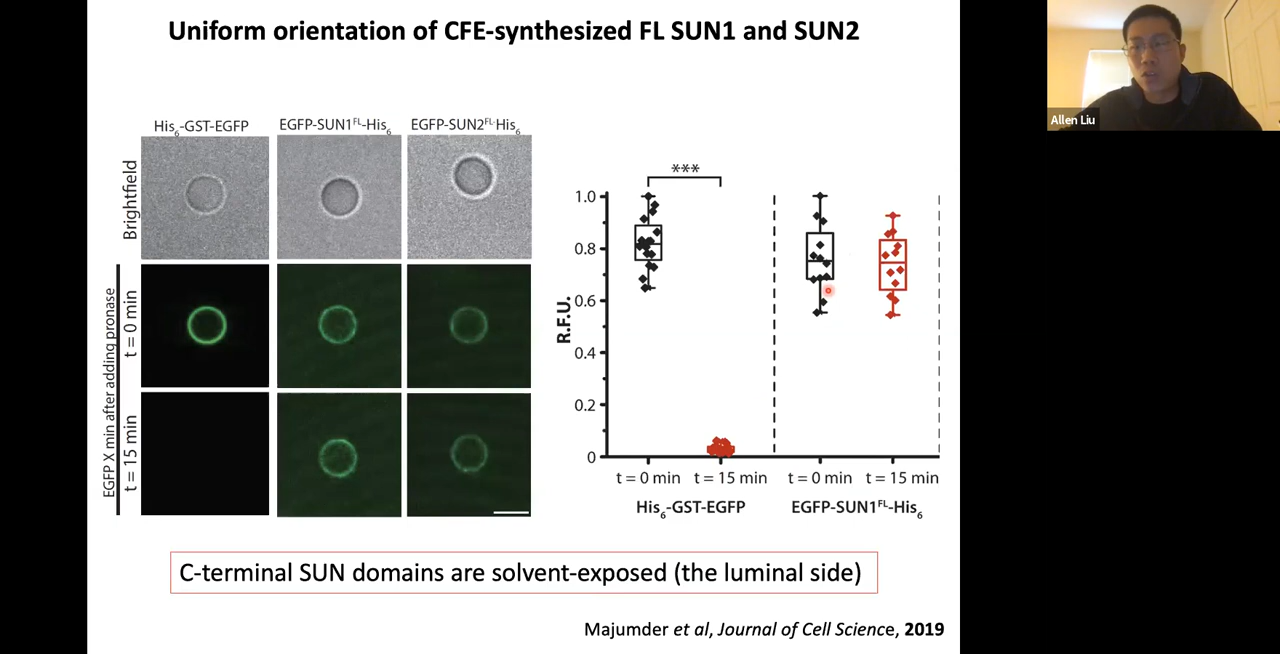 Uniform orientation of CFE-synthesized FL SUN1 and SUN2
Allen Liu
His6-GST-EGFP
EGFP-SUN1FL-His6
EGFP-SUN2FL-His6
Brightfield
EGFP X min after adding pronase
t = 0 min
t = 15 min
***
R.F.U.
1.0
0.8
0.6
0.4
0.2
0
t = 0 min
t = 15 min
t = 0 min
t = 15 min
His6-GST-EGFP
EGFP-SUN1FL-His6
C-terminal SUN domains are solvent-exposed (the luminal side)
Majumder et al, Journal of Cell Science, 2019